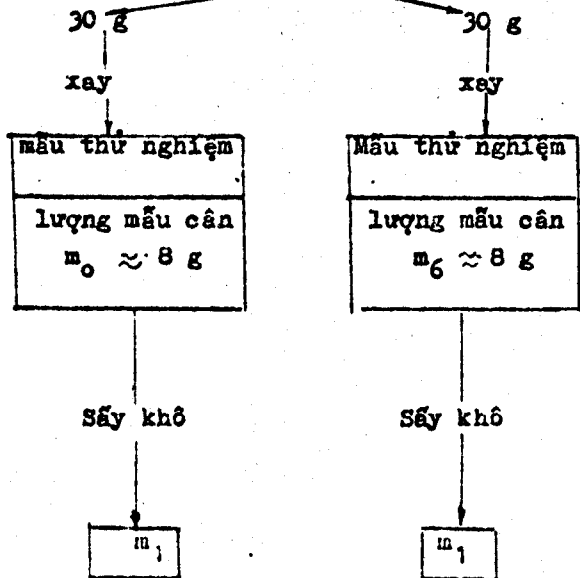 30 g 30 g
xay xay
mẫu thử nghiệm Mẫu thử nghiệm
lượng mẫu cân lượng mẫu cân
m₀ ≈ 8 g m₆ ≈ 8 g
Sấy khô Sấy khô
m₁ m₁